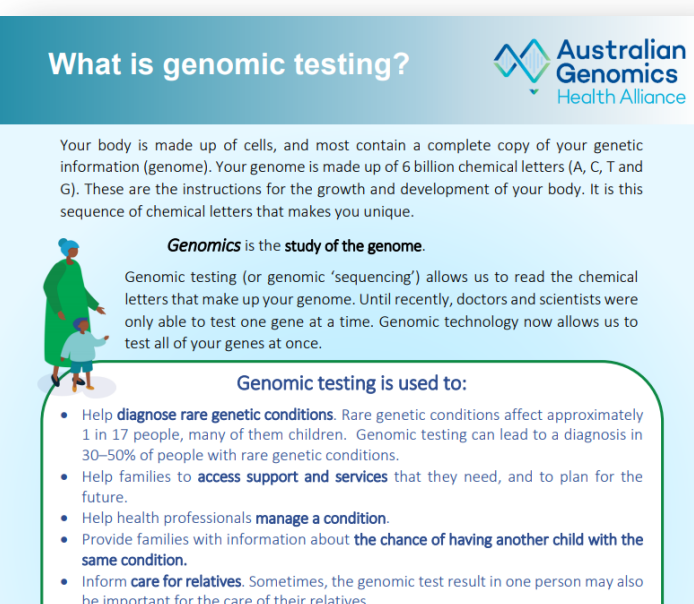 What is genomic testing?
Australian
Genomics
Health Alliance
Your body is made up of cells, and most contain a complete copy of your genetic
information (genome). Your genome is made up of 6 billion chemical letters (A, C, T and
G). These are the instructions for the growth and development of your body. It is this
sequence of chemical letters that makes you unique.
Genomics is the study of the genome.
Genomic testing (or genomic ‘sequencing’) allows us to read the chemical
letters that make up your genome. Until recently, doctors and scientists were
only able to test one gene at a time. Genomic technology now allows us to
test all of your genes at once.
Genomic testing is used to:
• Help diagnose rare genetic conditions. Rare genetic conditions affect approximately
1 in 17 people, many of them children. Genomic testing can lead to a diagnosis in
30–50% of people with rare genetic conditions.
• Help families to access support and services that they need, and to plan for the
future.
• Help health professionals manage a condition.
• Provide families with information about the chance of having another child with the
same condition.
• Inform care for relatives. Sometimes, the genomic test result in one person may also
be important for the care of their relatives.